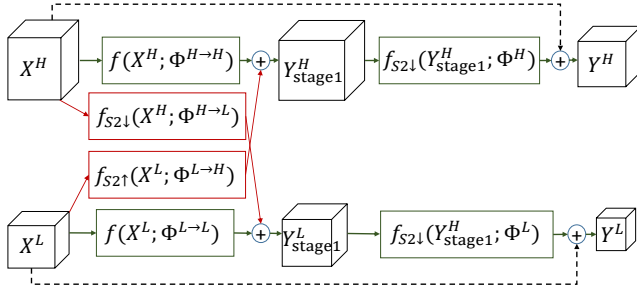 X^H f(X^H; Φ^{H→H}) + Y^H_{stage1} f_{S2↓}(Y^H_{stage1}; Φ^H) + Y^H
f_{S2↓}(X^H; Φ^{H→L})
f_{S2↑}(X^L; Φ^{L→H})
X^L f(X^L; Φ^{L→L}) + Y^L_{stage1} f_{S2↓}(Y^H_{stage1}; Φ^L) + Y^L